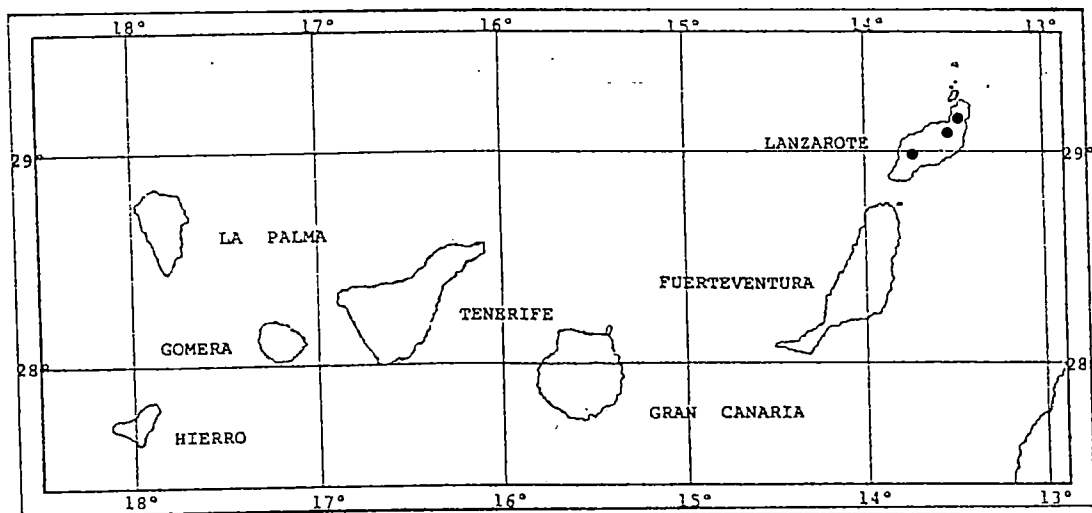 18° 17° 16° 15° 14° 13°
LANZAROTE
29° 29°
LA PALMA
FUERTEVENTURA
TENERIFE
GOMERA
28° 28°
GRAN CANARIA
HIERRO
18° 17° 16° 15° 14° 13°